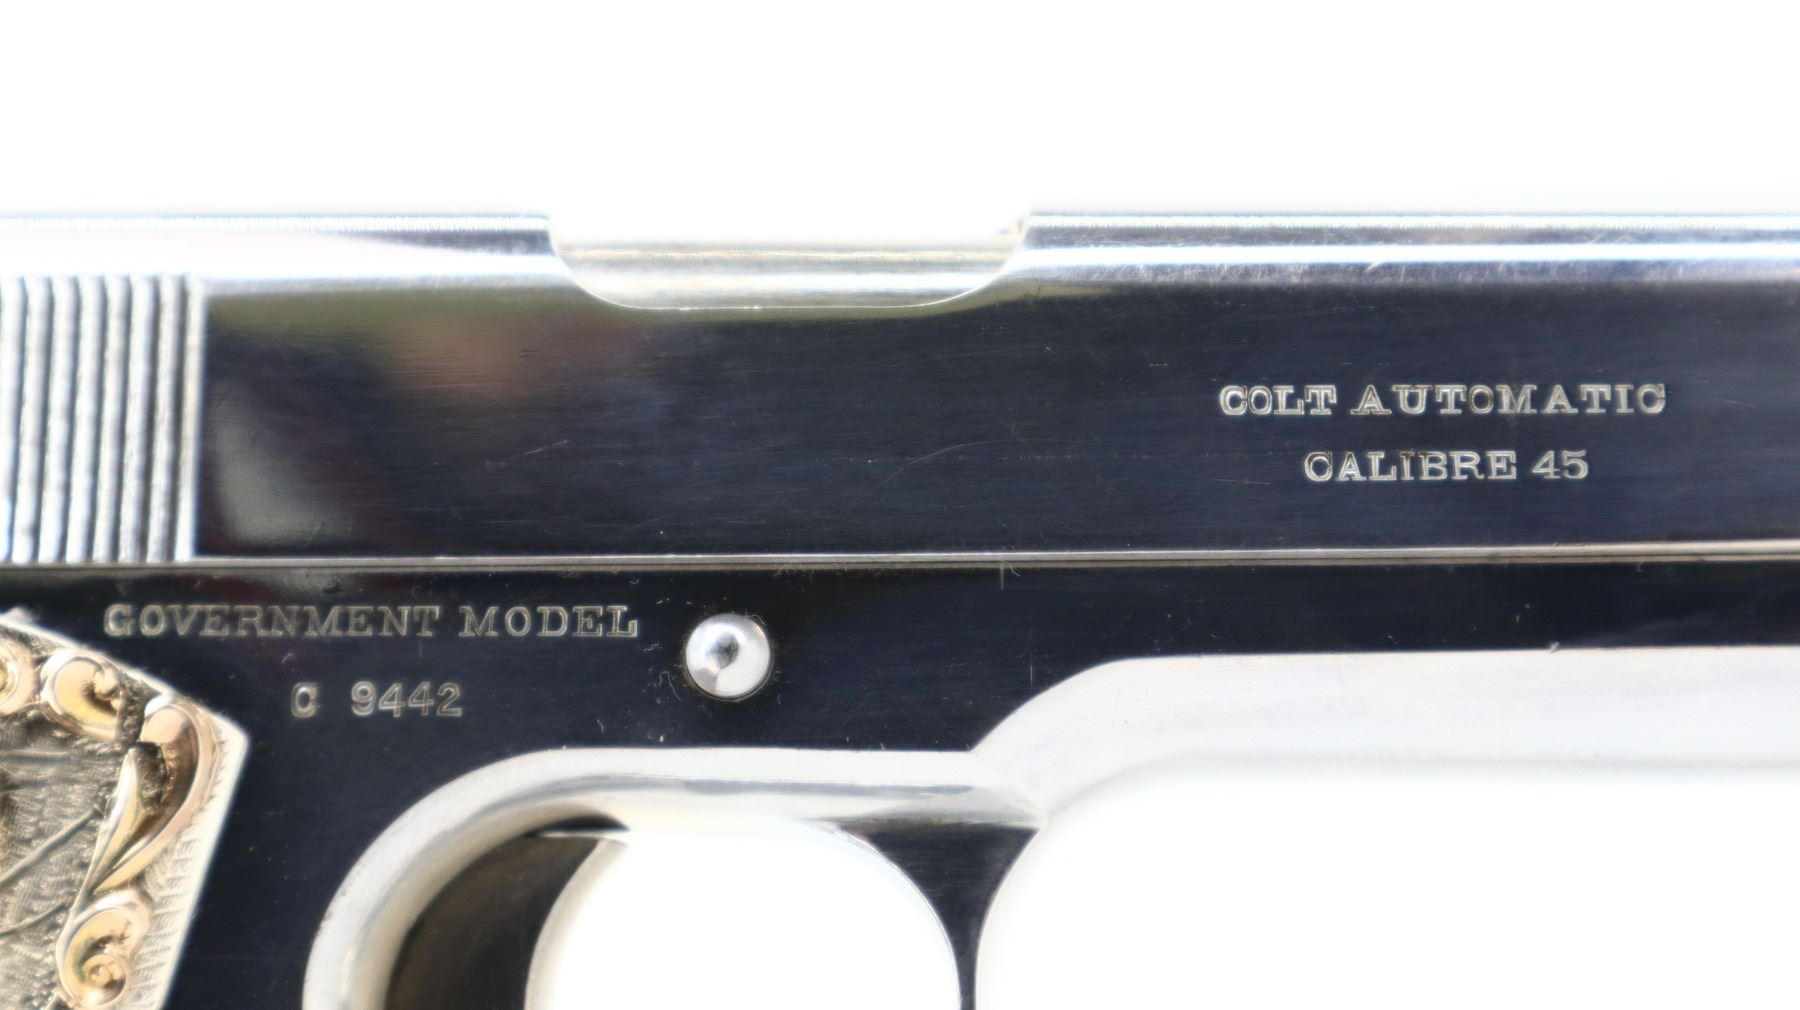 COLT AUTOMATIC
CALIBRE 45
GOVERNMENT MODEL
C 9442